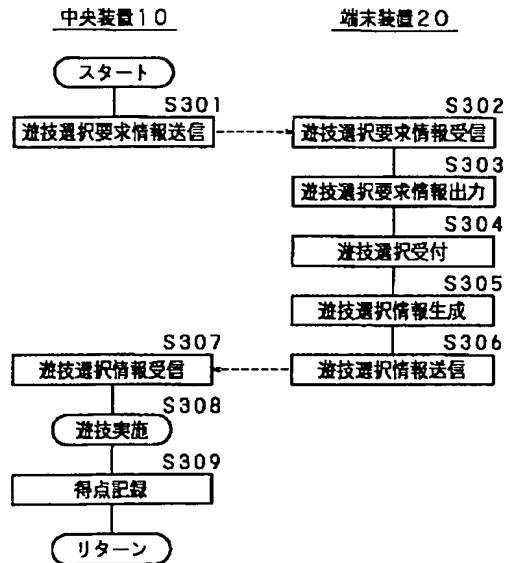 中央装置10
端末装置20
スタート
S301
遊技選択要求情報送信
S302
遊技選択要求情報受信
S303
遊技選択要求情報出力
S304
遊技選択受付
S305
遊技選択情報生成
S306
遊技選択情報送信
S307
遊技選択情報受信
S308
遊技実施
S309
得点記録
リターン